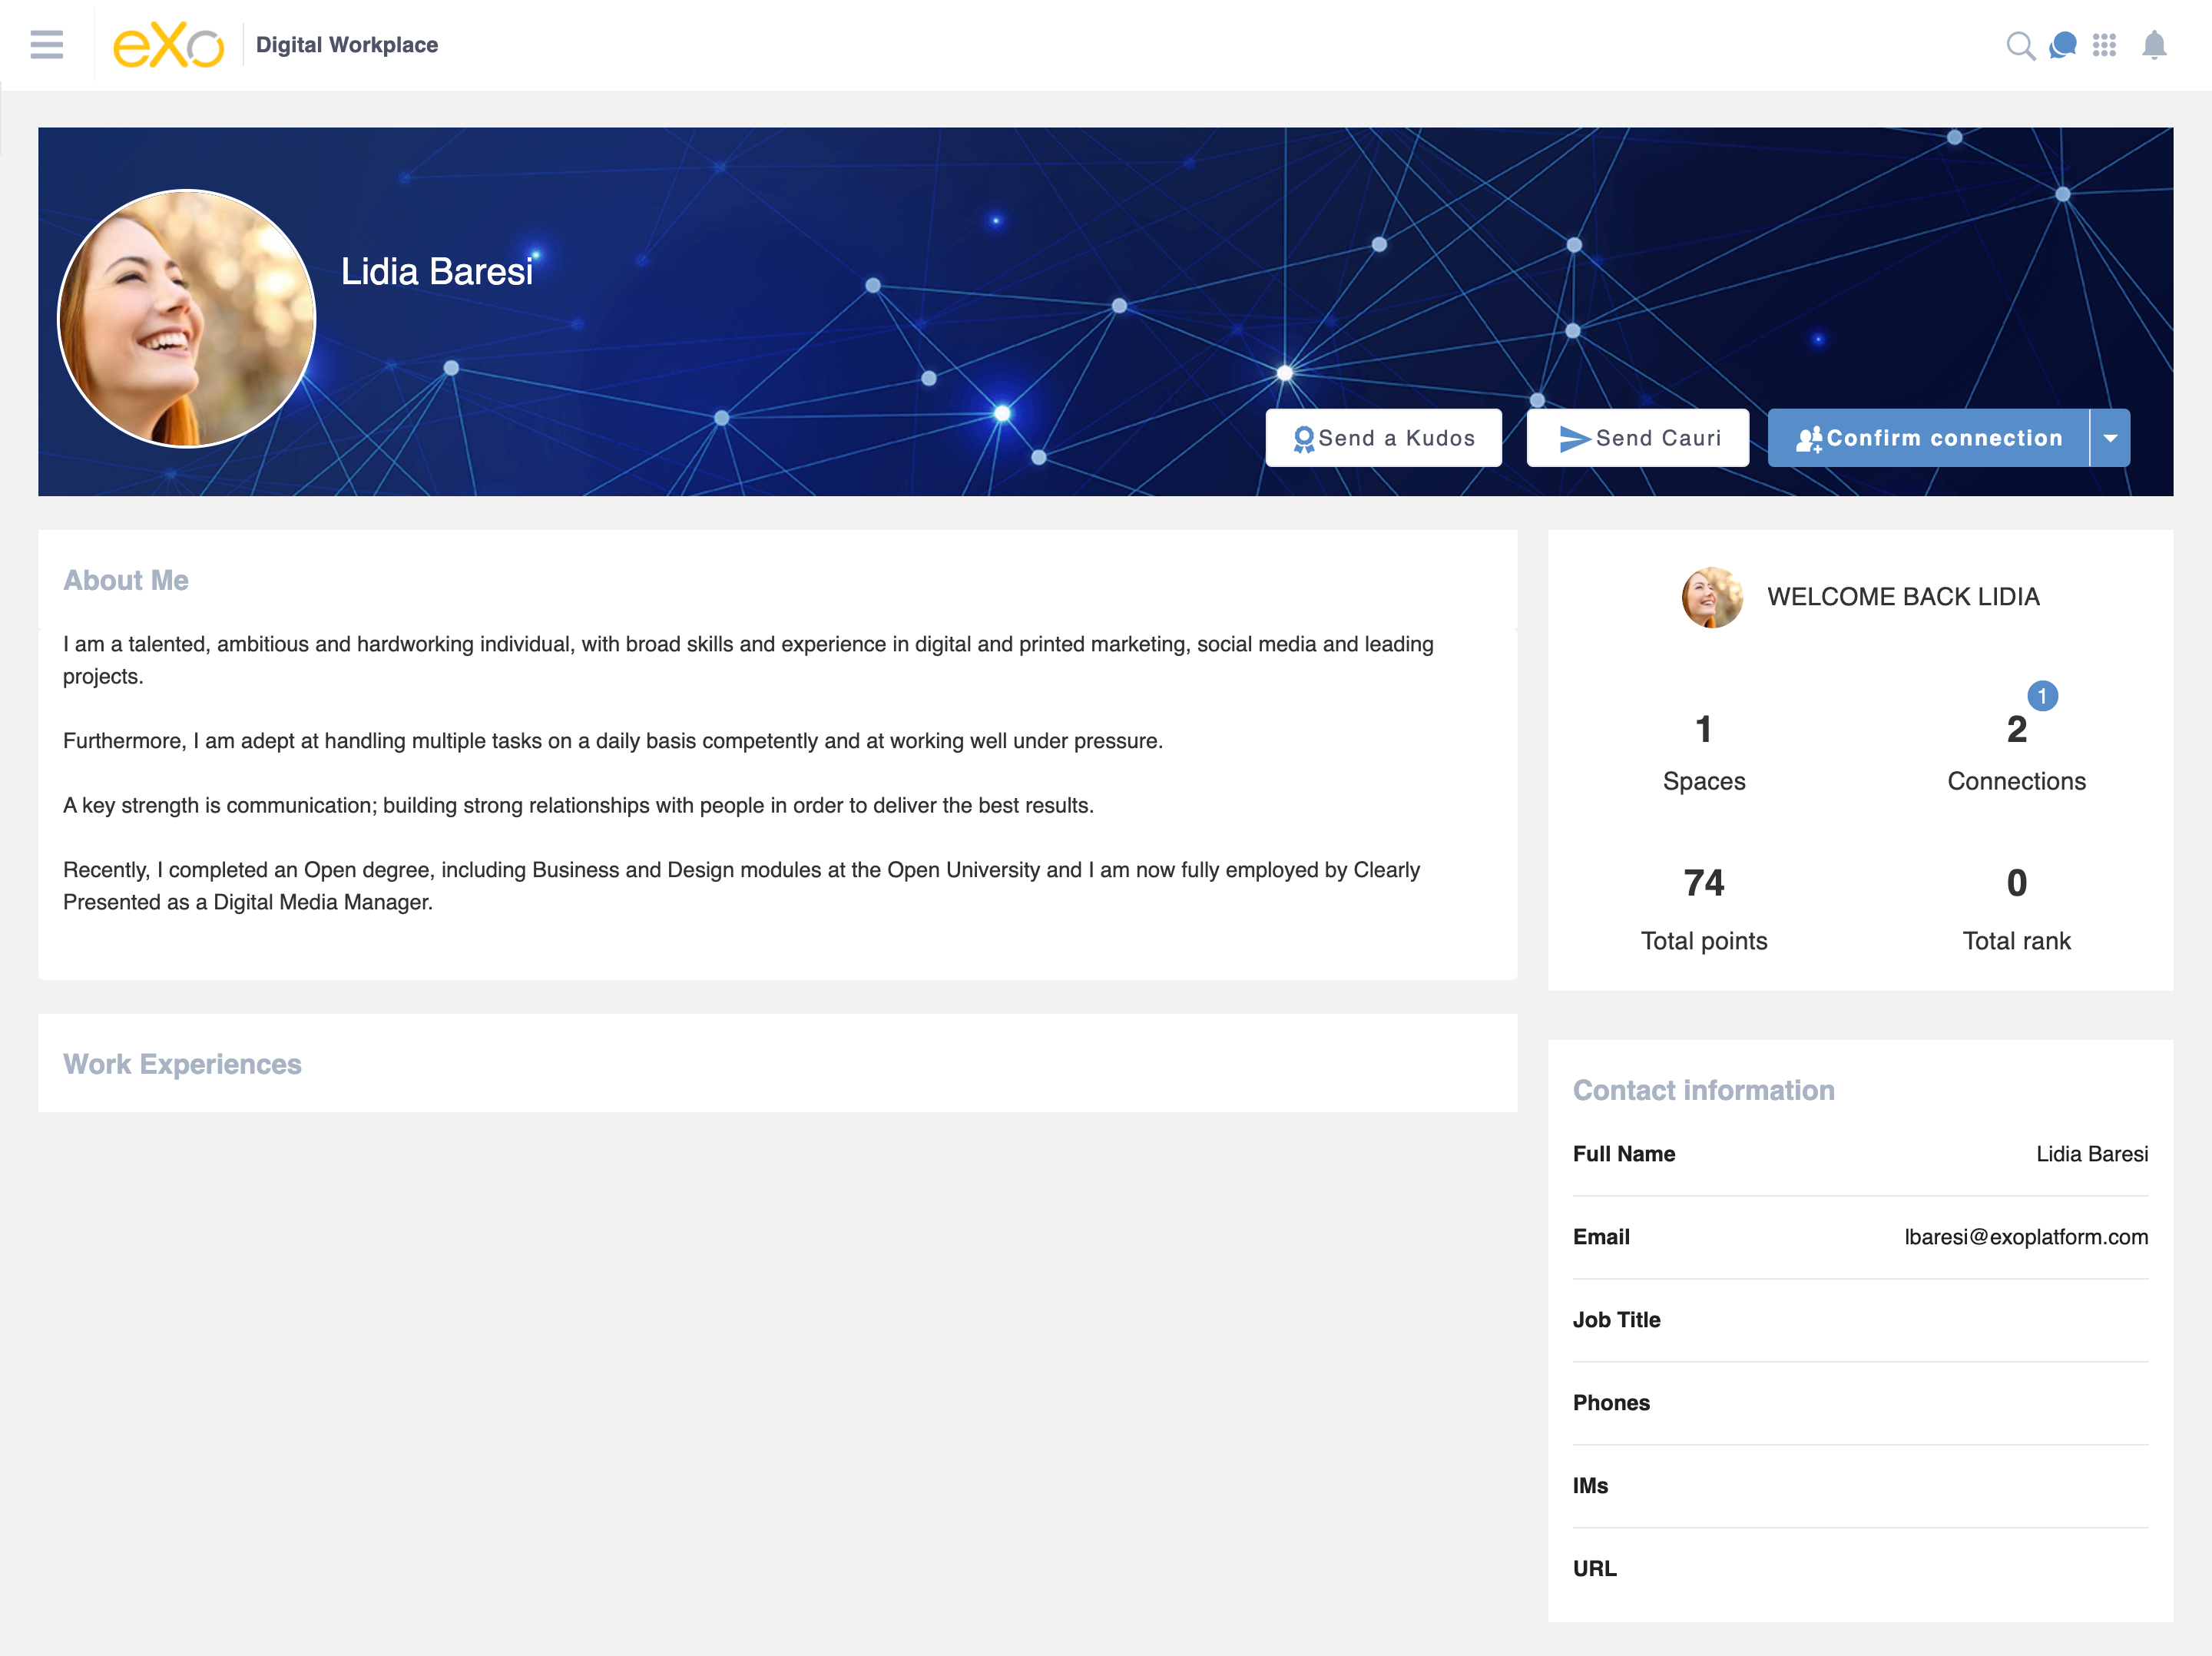 eXo
Digital Workplace
Lidia Baresi
Send a Kudos
Send Cauri
Confirm connection
About Me
I am a talented, ambitious and hardworking individual, with broad skills and experience in digital and printed marketing, social media and leading
projects.
Furthermore, I am adept at handling multiple tasks on a daily basis competently and at working well under pressure.
A key strength is communication; building strong relationships with people in order to deliver the best results.
Recently, I completed an Open degree, including Business and Design modules at the Open University and I am now fully employed by Clearly
Presented as a Digital Media Manager.
Work Experiences
WELCOME BACK LIDIA
1
Spaces
1
2
Connections
74
Total points
0
Total rank
Contact information
Full Name
Lidia Baresi
Email
lbaresi@exoplatform.com
Job Title
Phones
IMs
URL